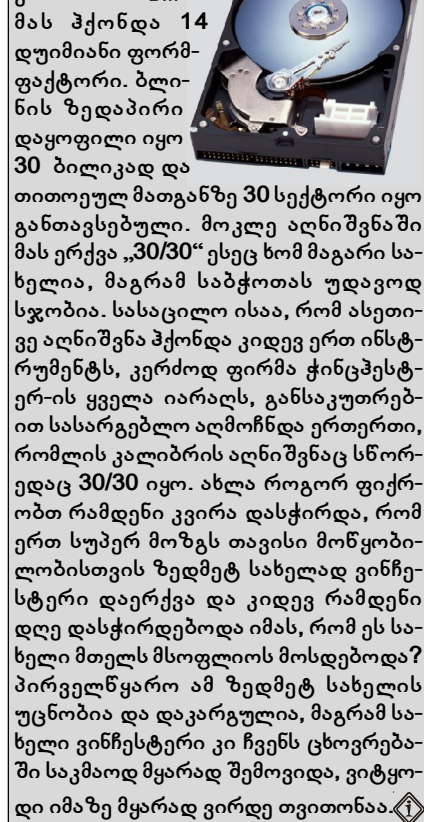 მას ჰქონდა 14
დუიმიანი ფორმ-
ფაქტორი. ბლი-
ნის ზედაპირი
დაყოფილი იყო
30 ბილიკად და
თითოეულ მათგანზე 30 სექტორი იყო
განთავსებული. მოკლე აღნიშვნაში
მას ერქვა „30/30“ ესეც ხომ მაგარი სა-
ხელია, მაგრამ საბჭოთას უდავოდ
სჯობია. სასაცილო ისაა, რომ ასეთი-
ვე აღნიშვნა ჰქონდა კიდევ ერთ ინსტ-
რუმენტს, კერძოდ ფირმა ჭინცჰესტ-
ერ-ის ყველა იარაღს, განსაკუთრებ-
ით სასარგებლო აღმოჩნდა ერთერთი,
რომლის კალიბრის აღნიშვნაც სწორ-
ედაც 30/30 იყო. ახლა როგორ ფიქრ-
ობთ რამდენი კვირა დასჭირდა, რომ
ერთ სუპერ მოზგს თავისი მოწყობი-
ლობისთვის ზედმეტ სახელად ვინჩე-
სტერი დაერქვა და კიდევ რამდენი
დღე დასჭირდებოდა იმას, რომ ეს სა-
ხელი მთელს მსოფლიოს მოსდებოდა?
პირველწყარო ამ ზედმეტ სახელის
უცნობია და დაკარგულია, მაგრამ სა-
ხელი ვინჩესტერი კი ჩვენს ცხოვრება-
ში საკმაოდ მყარად შემოვიდა, ვიტყო-
დი იმაზე მყარად ვირდე თვითონაა.